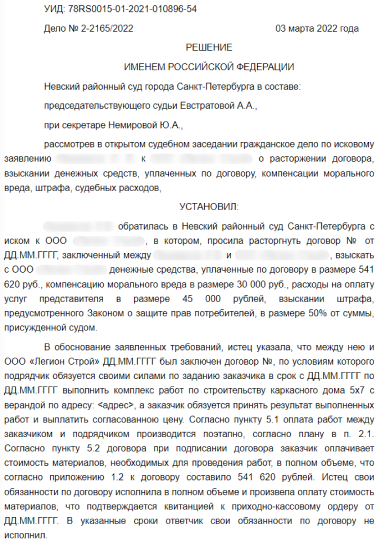 УИД: 78RS0015-01-2021-010896-54
Дело № 2-2165/2022 03 марта 2022 года
РЕШЕНИЕ
ИМЕНЕМ РОССИЙСКОЙ ФЕДЕРАЦИИ
Невский районный суд города Санкт-Петербурга в составе:
председательствующего судьи Евстратовой А.А.,
при секретаре Немировой Ю.А.,
рассмотрев в открытом судебном заседании гражданское дело по исковому
заявлению к о расторжении договора,
взыскании денежных средств, уплаченных по договору, компенсации морального
вреда, штрафа, судебных расходов,
УСТАНОВИЛ:
обратилась в Невский районный суд Санкт-Петербурга с
иском к ООО , в котором, просила расторгнуть договор № от
ДД.ММ.ГГГГ, заключенный между и , взыскать
с ООО денежные средства, уплаченные по договору в размере 541
620 руб., компенсацию морального вреда в размере 30 000 руб., расходы на оплату
услуг представителя в размере 45 000 рублей, взыскании штрафа,
предусмотренного Законом о защите прав потребителей, в размере 50% от суммы,
присужденной судом.
В обоснование заявленных требований, истец указала, что между нею и
ООО «Легион Строй» ДД.ММ.ГГГГ был заключен договор №, по условиям которого
подрядчик обязуется своими силами по заданию заказчика в срок с ДД.ММ.ГГГГ по
ДД.ММ.ГГГГ выполнить комплекс работ по строительству каркасного дома 5х7 с
верандой по адресу: <адрес>, а заказчик обязуется принять результат выполненных
работ и выплатить согласованную цену. Согласно пункту 5.1 оплата работ между
заказчиком и подрядчиком производится поэтапно, согласно плану в п. 2.1.
Согласно пункту 5.2 договора при подписании договора заказчик оплачивает
стоимость материалов, необходимых для проведения работ, в полном объеме, что
согласно приложению 1.2 к договору составило 541 620 рублей. Истец свои
обязанности по договору исполнила в полном объеме и произвела оплату стоимость
материалов, что подтверждается квитанцией к приходно-кассовому ордеру от
ДД.ММ.ГГГГ. В указанные сроки ответчик свои обязанности по договору не
исполнил.